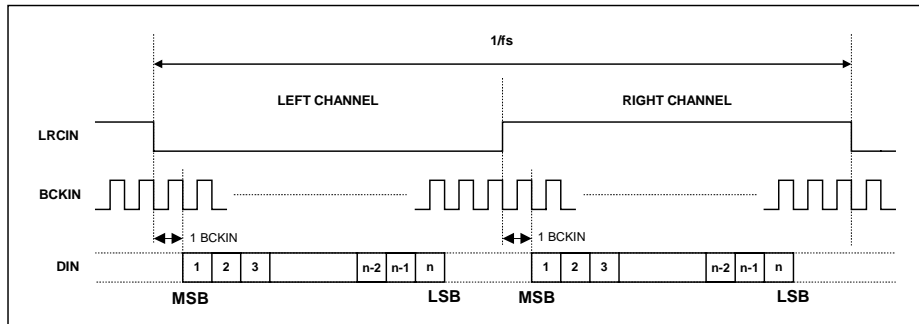 1/fs
LEFT CHANNEL RIGHT CHANNEL
LRCIN
BCKIN
1 BCKIN 1 BCKIN
DIN 1 2 3 n-2 n-1 n 1 2 3 n-2 n-1 n
MSB LSB MSB LSB